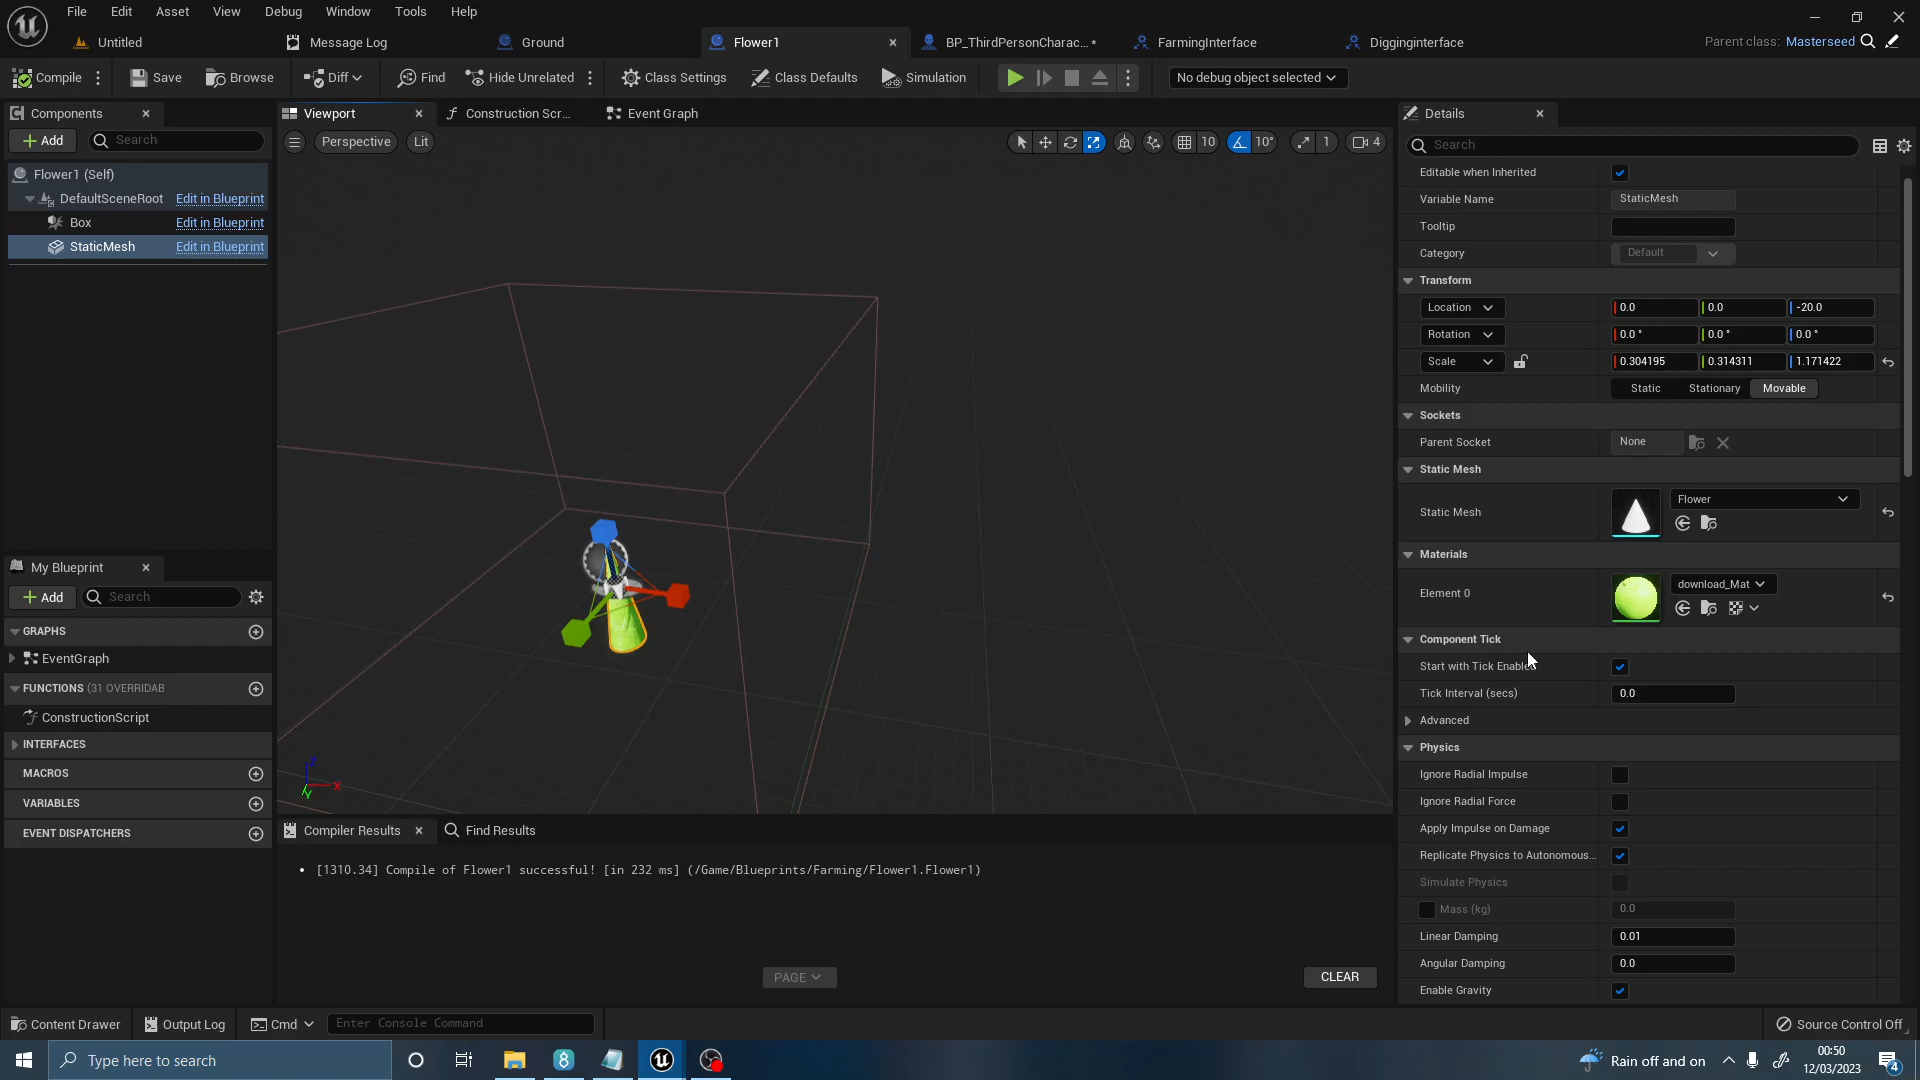 File Edit Asset View Debug Window Tools Help
Untitled Message Log Ground Flower1 BP_ThirdPersonCharac...* FarmingInterface Digginginterface Parent class: Masterseed
Compile Save Browse Diff Find Hide Unrelated Class Settings Class Defaults Simulation No debug object selected
Components Viewport Construction Scr... Event Graph Details
Add Search Perspective Lit 10 10° 1 4 Search
Flower1 (Self)
DefaultSceneRoot Edit in Blueprint
Box Edit in Blueprint
StaticMesh Edit in Blueprint
Editable when Inherited
Variable Name StaticMesh
Tooltip
Category Default
Transform
Location 0.0 0.0 -20.0
Rotation 0.0 ° 0.0 ° 0.0 °
Scale 0.304195 0.314311 1.171422
Mobility Static Stationary Movable
Sockets
Parent Socket None
Static Mesh
Static Mesh Flower
Materials
Element 0 download_Mat
Component Tick
Start with Tick Enable
Tick Interval (secs) 0.0
Advanced
Physics
Ignore Radial Impulse
Ignore Radial Force
Apply Impulse on Damage
Replicate Physics to Autonomous...
Simulate Physics
Mass (kg) 0.0
Linear Damping 0.01
Angular Damping 0.0
Enable Gravity
My Blueprint
Add Search
GRAPHS
EventGraph
FUNCTIONS (31 OVERRIDAB
ConstructionScript
INTERFACES
MACROS
VARIABLES
EVENT DISPATCHERS
Z X Y
Compiler Results Find Results
• [1310.34] Compile of Flower1 successful! [in 232 ms] (/Game/Blueprints/Farming/Flower1.Flower1)
PAGE CLEAR
Content Drawer Output Log Cmd Enter Console Command Source Control Off
Type here to search Rain off and on 00:50
12/03/2023 4